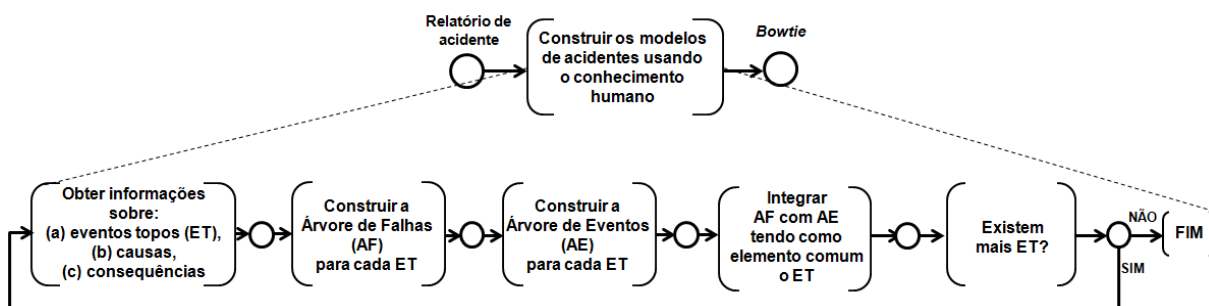 Relatório de
acidente
Construir os modelos
de acidentes usando
o conhecimento
humano
Bowtie
Obter informações
sobre:
(a) eventos topos (ET),
(b) causas,
(c) consequências
Construir a
Árvore de Falhas
(AF)
para cada ET
Construir a
Árvore de Eventos
(AE)
para cada ET
Integrar
AF com AE
tendo como
elemento comum
o ET
Existem
mais ET?
NÃO
SIM
FIM